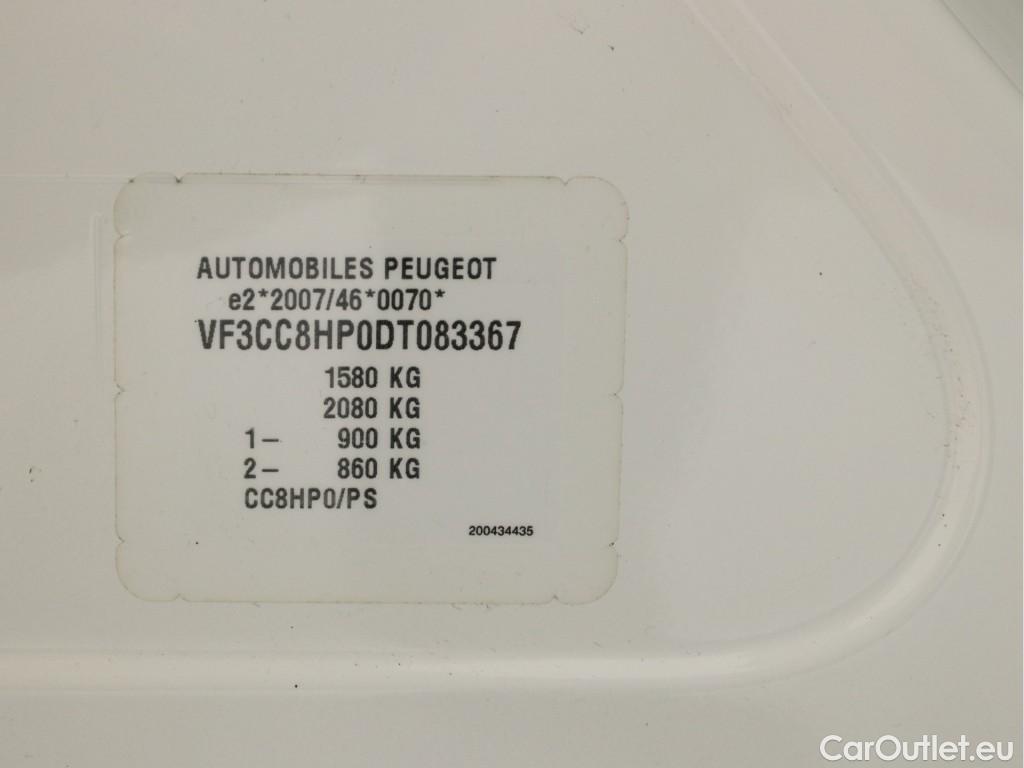 AUTOMOBILES PEUGEOT
e2*2007/46*0070*
VF3CC8HP0DT083367
1580 KG
2080 KG
1- 900 KG
2- 860 KG
CC8HP0/PS
200434435
CarOutlet.eu